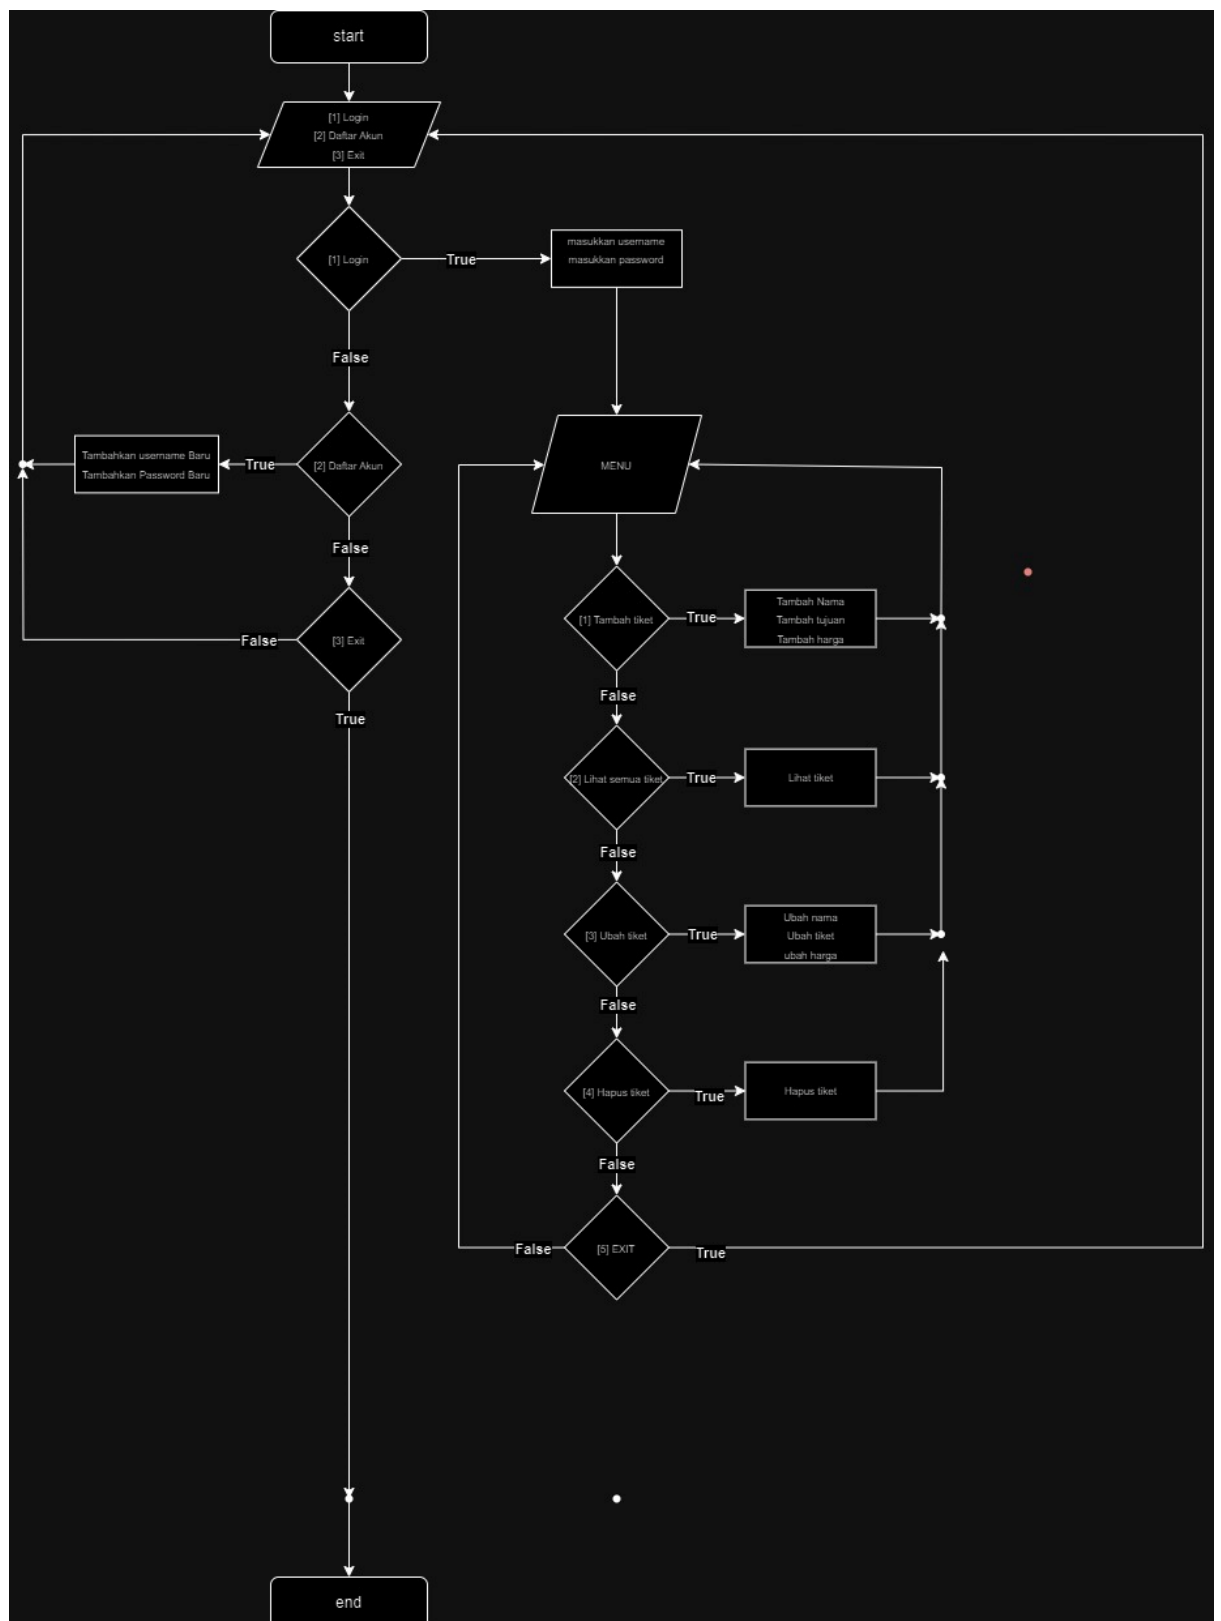 start
[1] Login
[2] Daftar Akun
[3] Exit
[1] Login
True
masukkan username
masukkan password
False
[2] Daftar Akun
True
Tambahkan username Baru
Tambahkan Password Baru
False
[3] Exit
False
True
MENU
[1] Tambah tiket
True
Tambah Nama
Tambah tujuan
Tambah harga
False
[2] Lihat semua tiket
True
Lihat tiket
False
[3] Ubah tiket
True
Ubah nama
Ubah tiket
ubah harga
False
[4] Hapus tiket
True
Hapus tiket
False
[5] EXIT
False
True
end